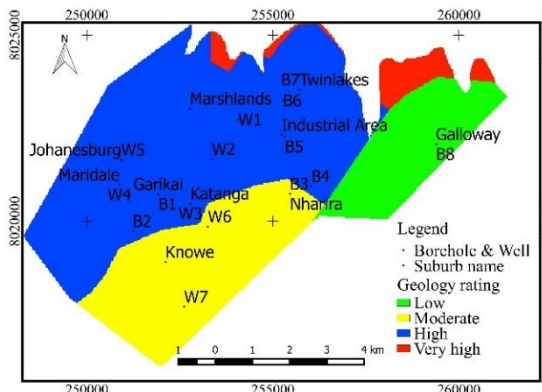 250000 255000 260000
8025000
N
B7 Twinlakes
Marshlands B6
W1
Industrial Area
Johanesburg W5 W2 B5 Galloway
Maridale B4 B8
W4 Garikai B3
B1 Katanga Nharira
8020000
B2 W3 W6
Legend
Borehole & Well
Suburb name
Knowe
Geology rating
Low
W7 Moderate
High
1 0 1 2 3 4 km Very high
250000 255000 260000